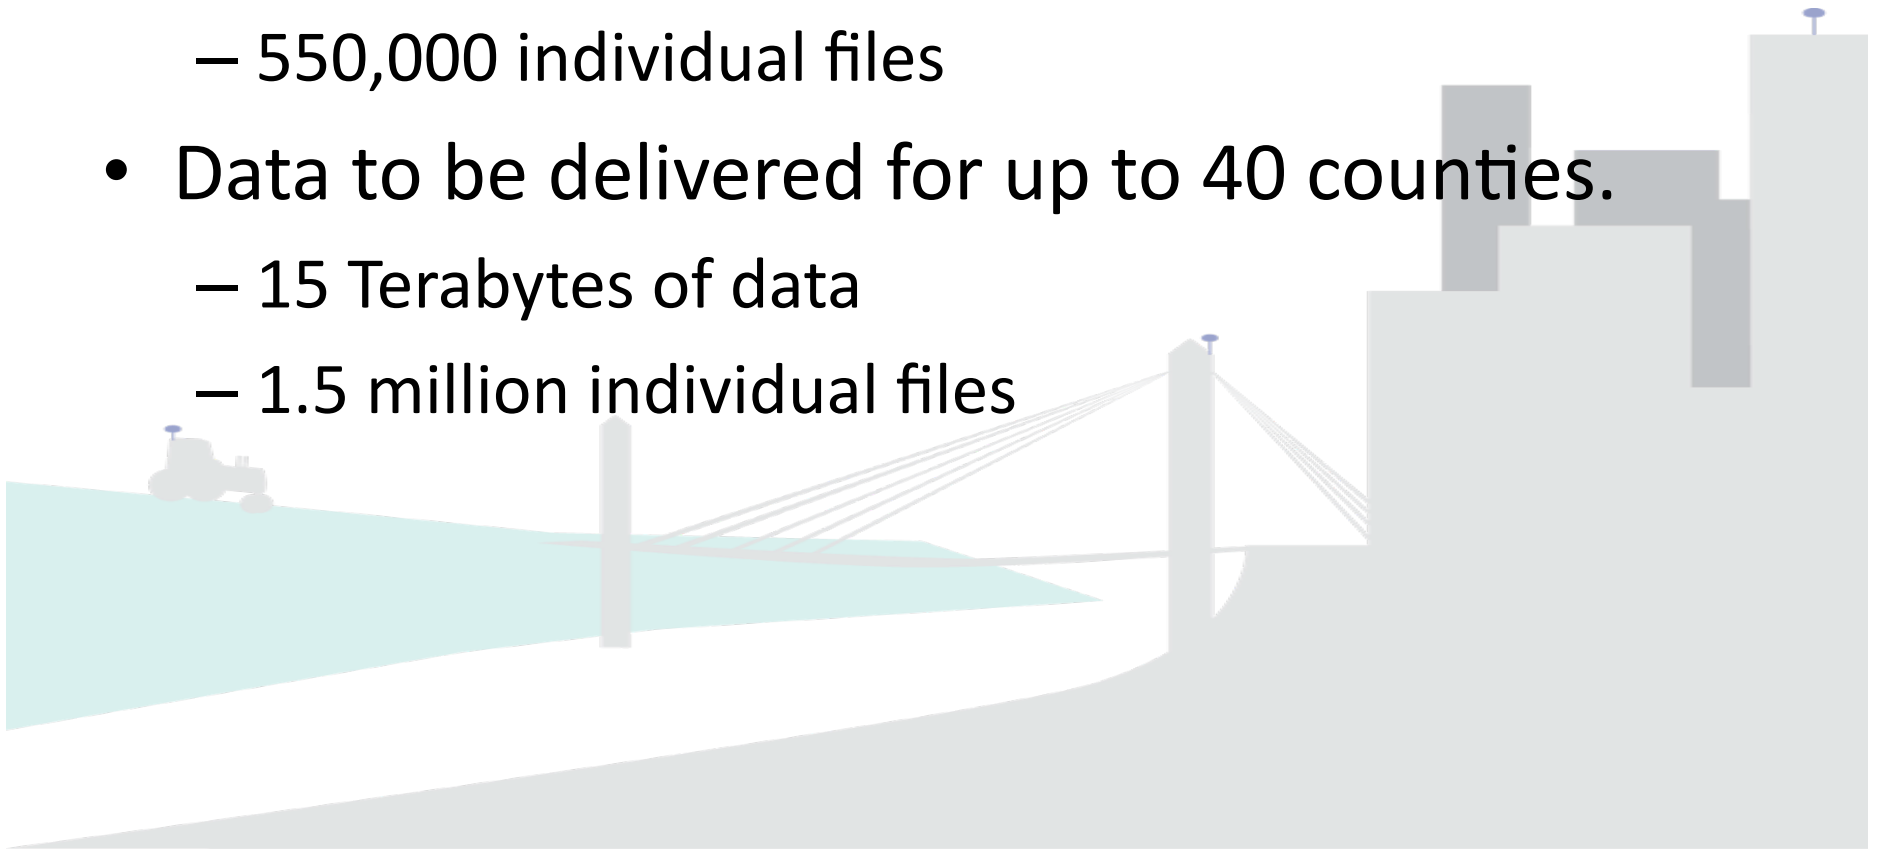 – 550,000 individual files
• Data to be delivered for up to 40 counties.
– 15 Terabytes of data
– 1.5 million individual files